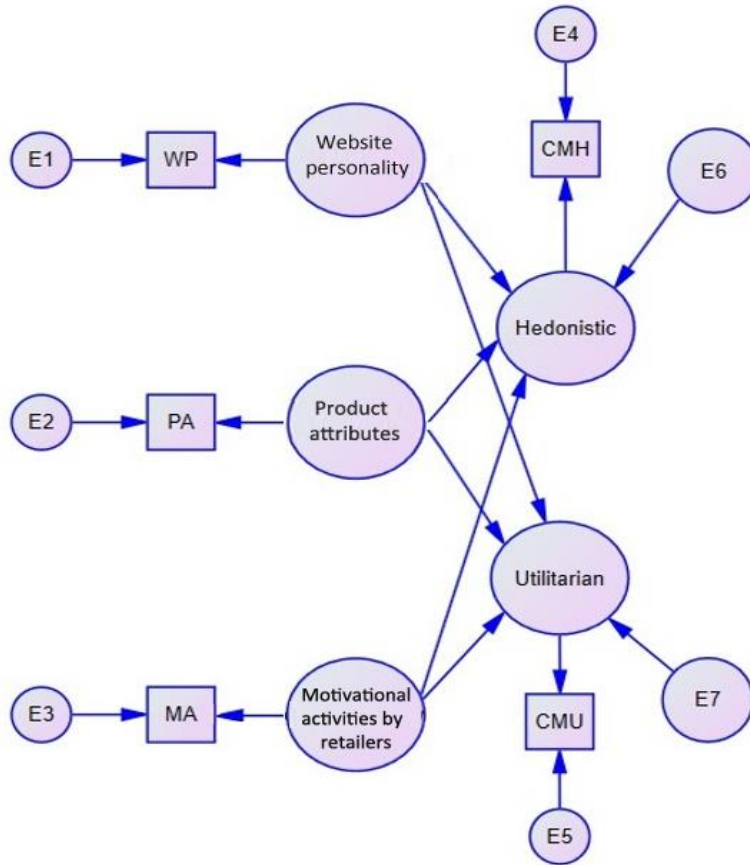 E4
E1
WP
Website
personality
CMH
E6
Hedonistic
E2
PA
Product
attributes
Utilitarian
E3
MA
Motivational
activities by
retailers
CMU
E7
E5